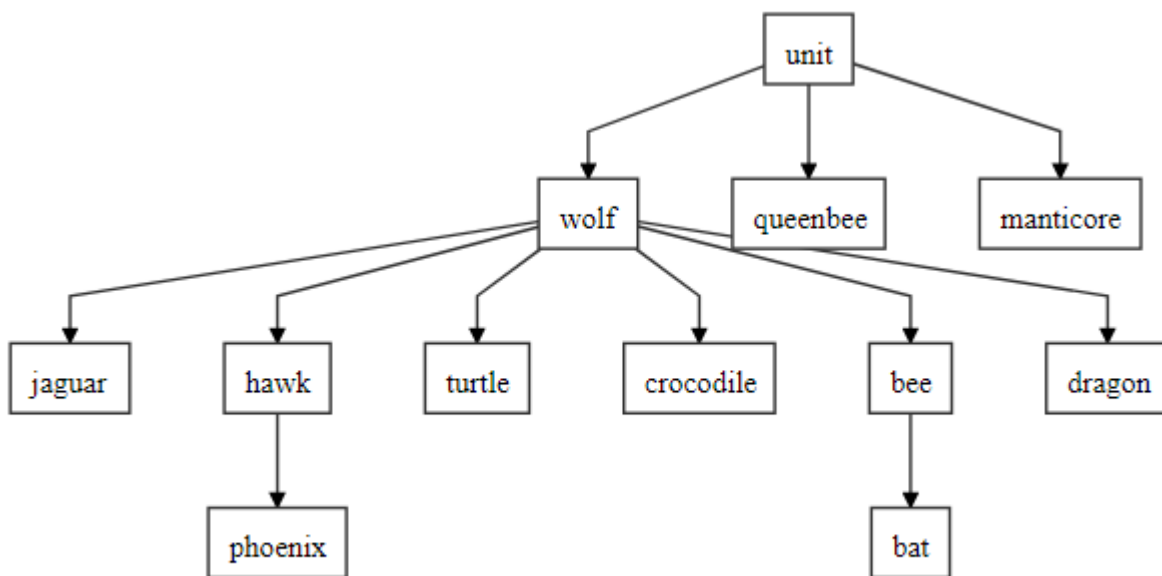 unit
wolf
queenbee
manticore
jaguar
hawk
turtle
crocodile
bee
dragon
phoenix
bat